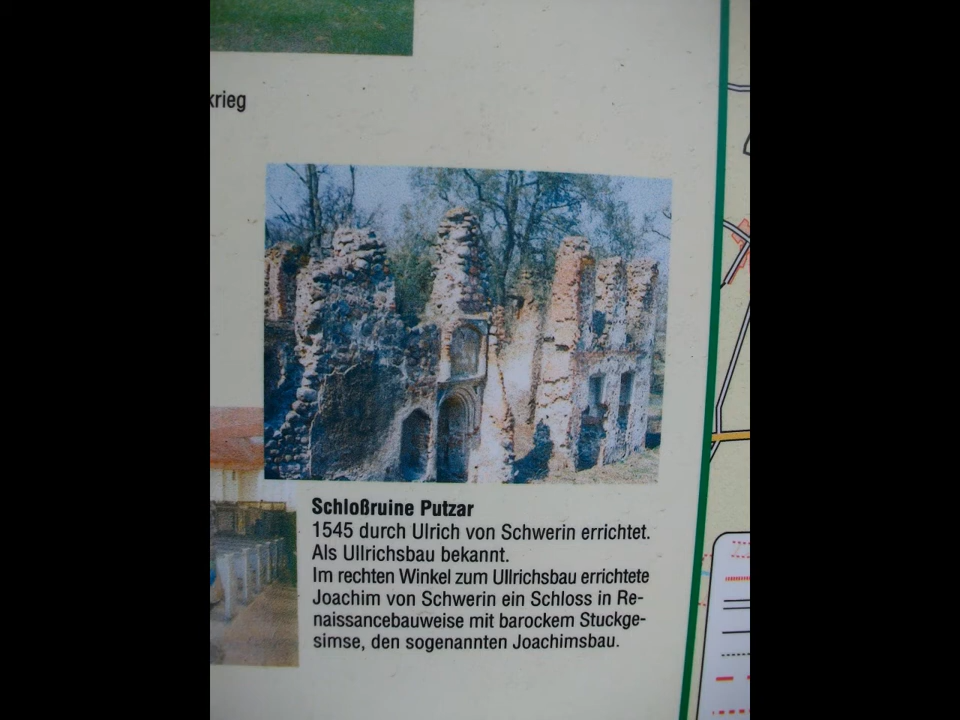 krieg
Schloßruine Putzar
1545 durch Ulrich von Schwerin errichtet.
Als Ullrichsbau bekannt.
Im rechten Winkel zum Ullrichsbau errichtete
Joachim von Schwerin ein Schloss in Re-
naissancebauweise mit barockem Stuckge-
simse, den sogenannten Joachimsbau.